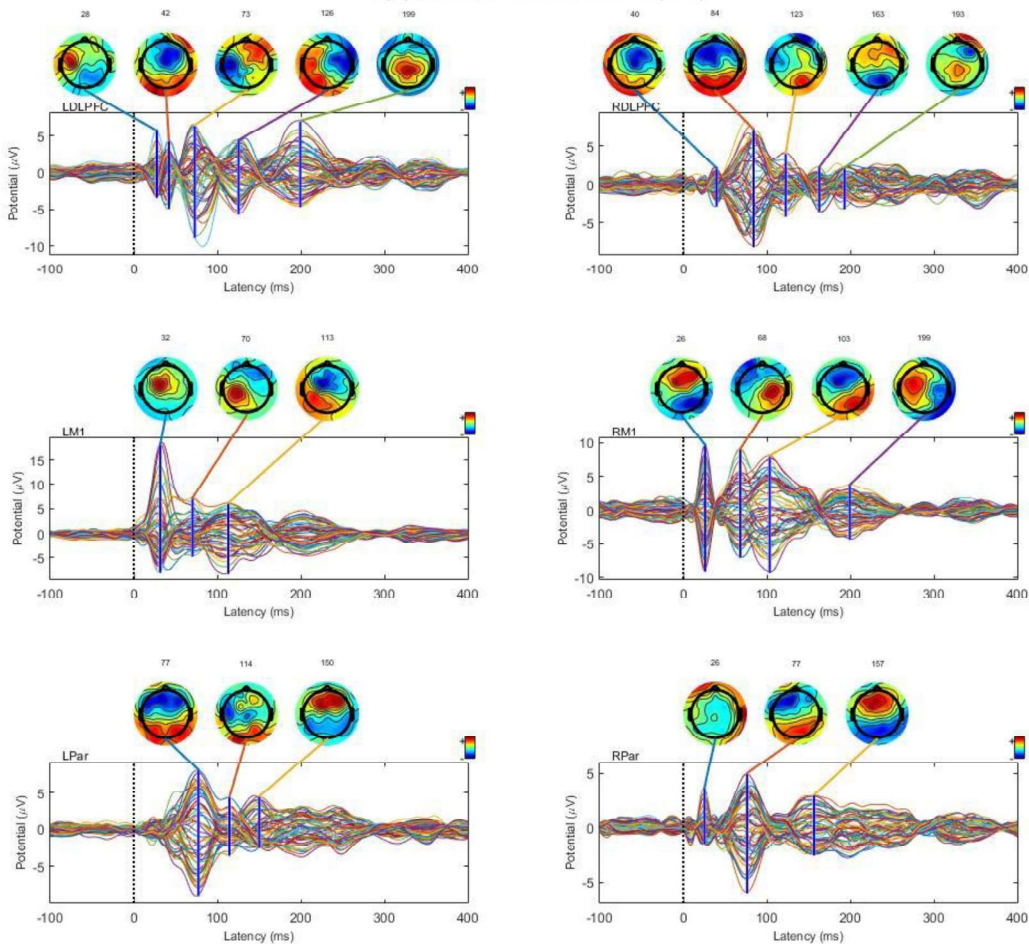 28 42 73 126 199
LDLPFC
+
-
Potential (μV)
5
0
-5
-10
-100 0 100 200 300 400
Latency (ms)
40 84 123 163 193
RDLPFC
+
-
Potential (μV)
5
0
-5
-100 0 100 200 300 400
Latency (ms)
32 70 113
LM1
+
-
Potential (μV)
15
10
5
0
-5
-100 0 100 200 300 400
Latency (ms)
26 68 103 199
RM1
+
-
Potential (μV)
10
5
0
-5
-10
-100 0 100 200 300 400
Latency (ms)
77 114 150
LPar
+
-
Potential (μV)
5
0
-5
-100 0 100 200 300 400
Latency (ms)
26 77 157
RPar
+
-
Potential (μV)
5
0
-5
-100 0 100 200 300 400
Latency (ms)